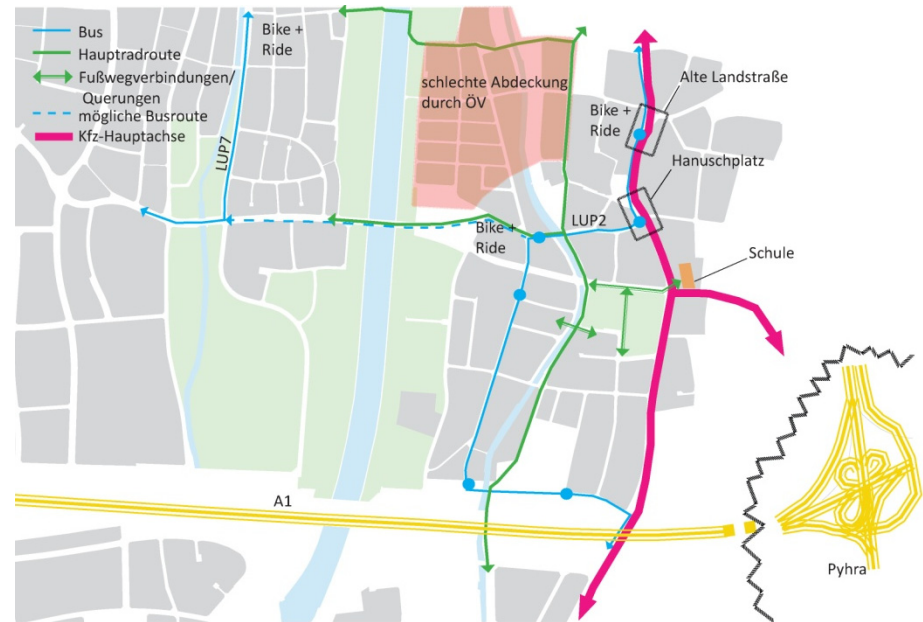 Bus
Hauptradroute
Fußwegverbindungen/
Querungen
mögliche Busroute
Kfz-Hauptachse
Bike +
Ride
LUP7
schlechte Abdeckung
durch ÖV
Alte Landstraße
Bike +
Ride
Hanuschplatz
LUP2
Bike +
Ride
Schule
A1
Pyhra